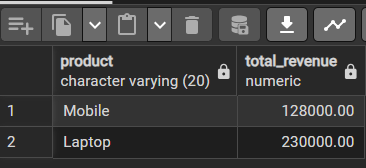 product total_revenue
character varying (20) numeric
1 Mobile 128000.00
2 Laptop 230000.00